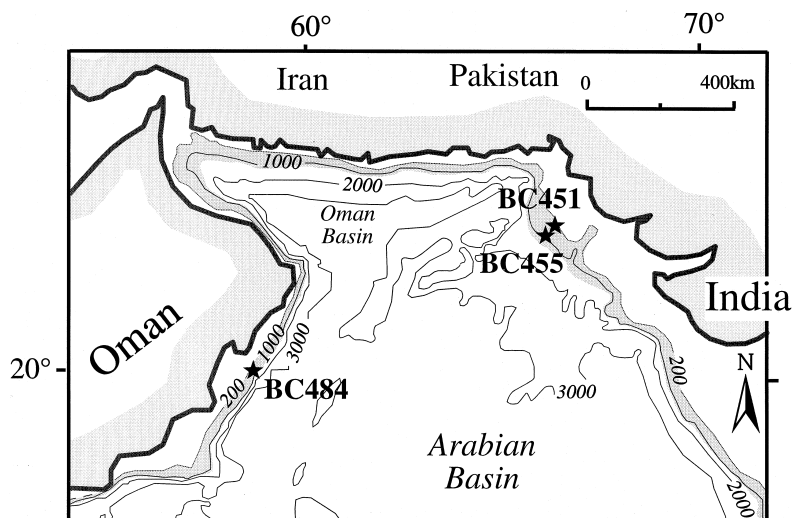 60°
70°
Iran
Pakistan
0
400km
1000
2000
Oman
Basin
BC451
BC455
India
Oman
1000
3000
200
20°
BC484
200
N
3000
Arabian
Basin
2000